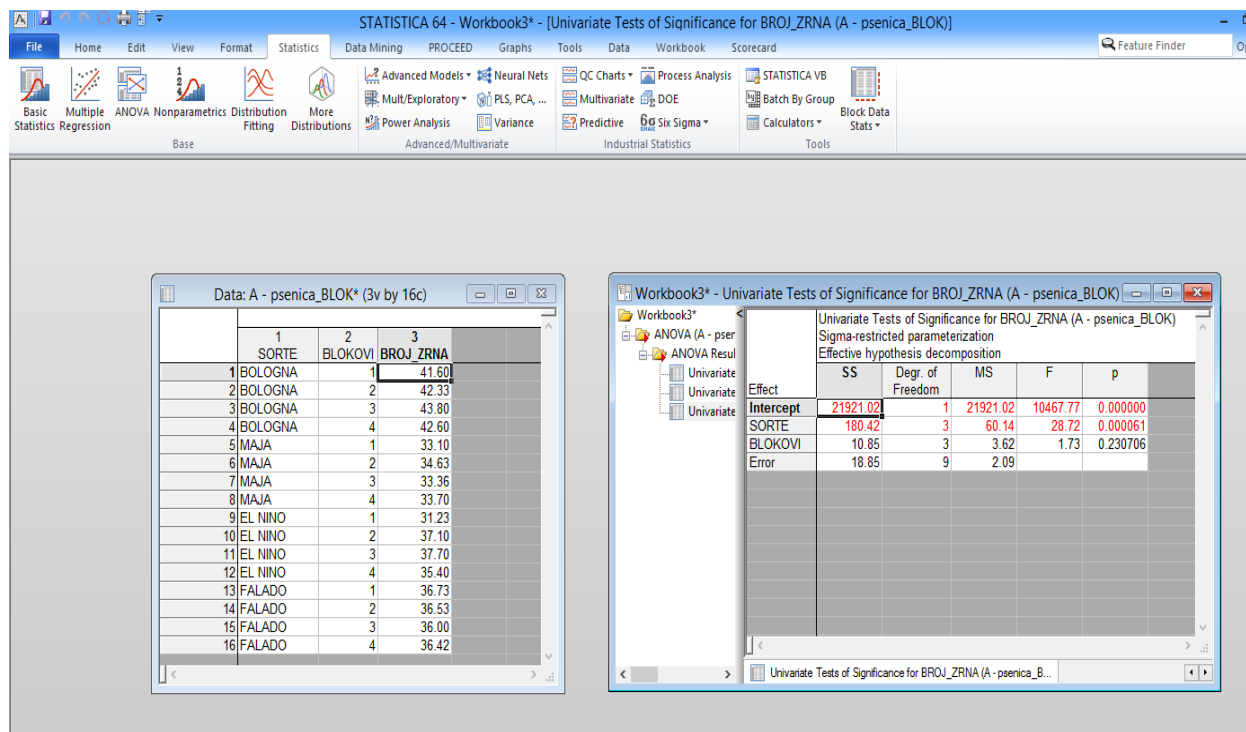 STATISTICA 64 - Workbook3* - [Univariate Tests of Significance for BROJ_ZRNA (A - psenica_BLOK)]
File Home Edit View Format Statistics Data Mining PROCEED Graphs Tools Data Workbook Scorecard Feature Finder
Basic Statistics
Multiple Regression
ANOVA
Nonparametrics
Distribution Fitting
More Distributions
Base
Advanced Models
Neural Nets
Mult/Exploratory
PLS, PCA, ...
Power Analysis
Variance
Advanced/Multivariate
QC Charts
Process Analysis
Multivariate
DOE
Predictive
Six Sigma
Industrial Statistics
STATISTICA VB
Batch By Group
Calculators
Block Data Stats
Tools
Data: A - psenica_BLOK* (3v by 16c)
1 2 3
SORTE BLOKOVI BROJ_ZRNA
1 BOLOGNA 1 41.60
2 BOLOGNA 2 42.33
3 BOLOGNA 3 43.80
4 BOLOGNA 4 42.60
5 MAJA 1 33.10
6 MAJA 2 34.63
7 MAJA 3 33.36
8 MAJA 4 33.70
9 EL NINO 1 31.23
10 EL NINO 2 37.10
11 EL NINO 3 37.70
12 EL NINO 4 35.40
13 FALADO 1 36.73
14 FALADO 2 36.53
15 FALADO 3 36.00
16 FALADO 4 36.42
Workbook3* - Univariate Tests of Significance for BROJ_ZRNA (A - psenica_BLOK)
Workbook3*
ANOVA (A - pser
ANOVA Resul
Univariate
Univariate
Univariate
Univariate Tests of Significance for BROJ_ZRNA (A - psenica_BLOK)
Sigma-restricted parameterization
Effective hypothesis decomposition
Effect SS Degr. of Freedom MS F p
Intercept 21921.02 1 21921.02 10467.77 0.000000
SORTE 180.42 3 60.14 28.72 0.000061
BLOKOVI 10.85 3 3.62 1.73 0.230706
Error 18.85 9 2.09
Univariate Tests of Significance for BROJ_ZRNA (A - psenica_B...